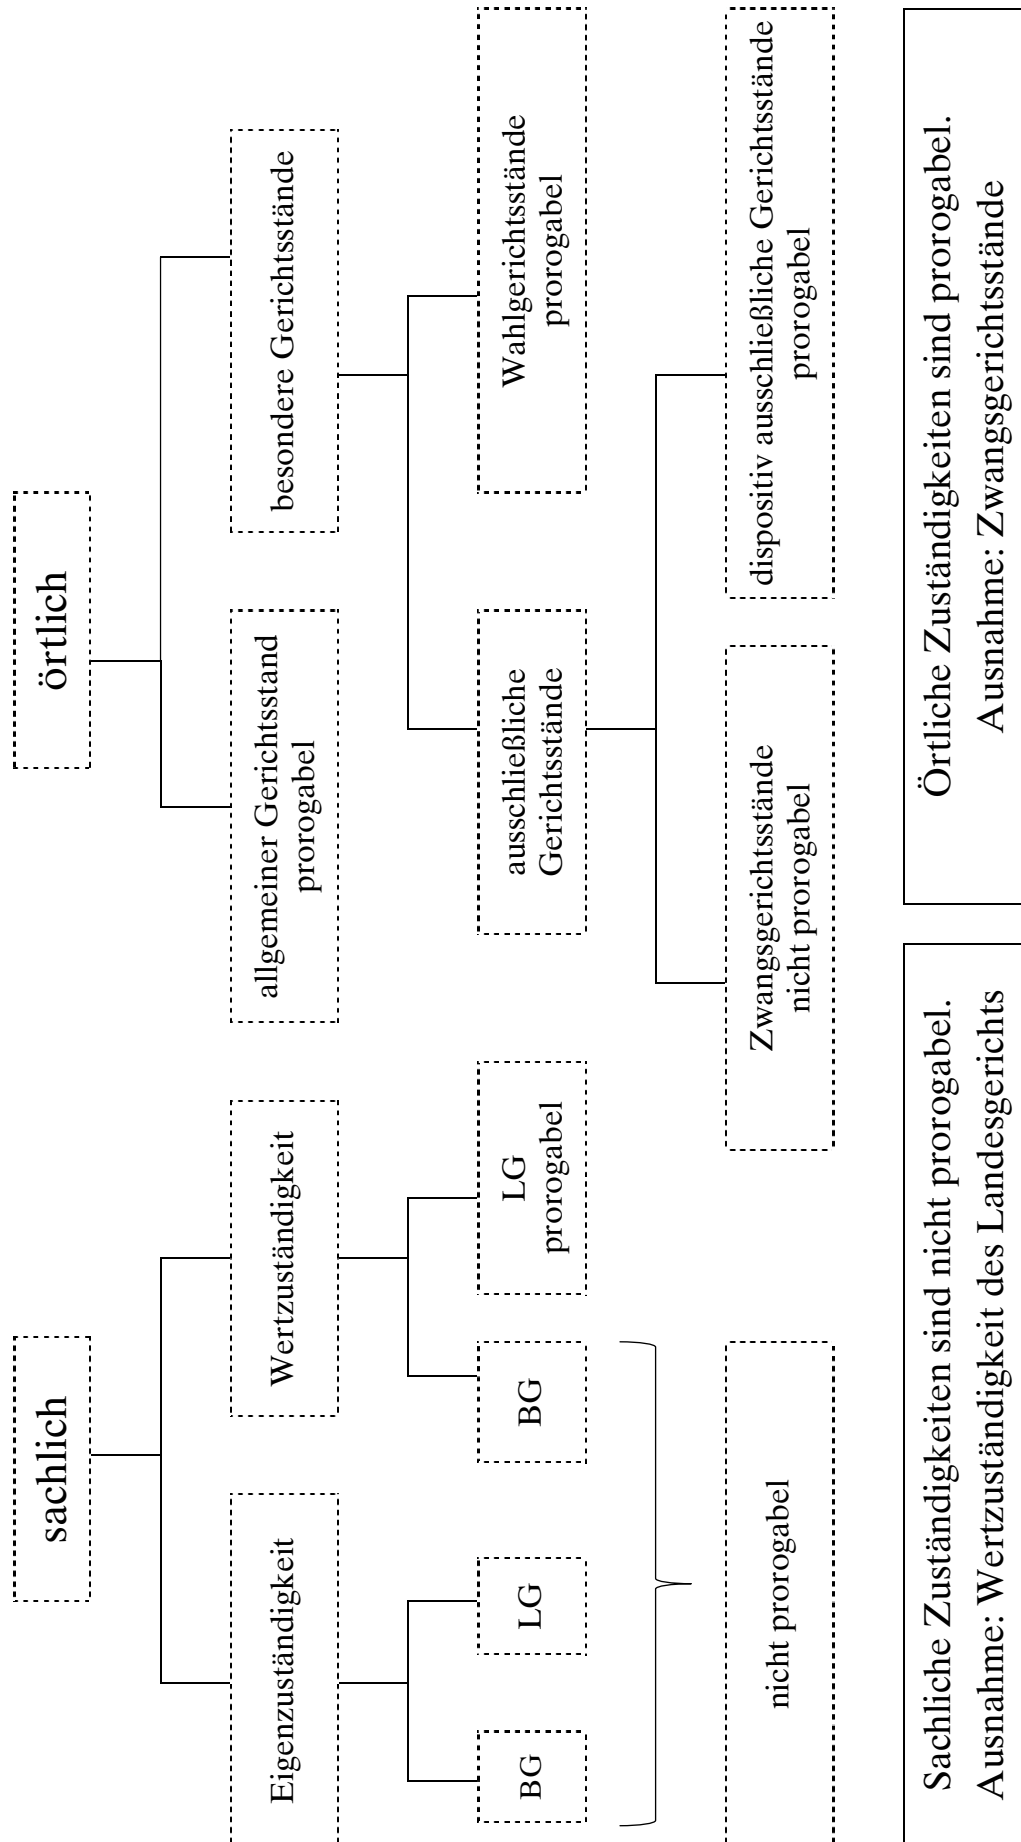 sachlich
örtlich
Eigenzuständigkeit
Wertzuständigkeit
allgemeiner Gerichtsstand
prorogabel
besondere Gerichtsstände
BG
LG
BG
LG
prorogabel
ausschließliche
Gerichtsstände
Wahlgerichtsstände
prorogabel
nicht prorogabel
Zwangsgerichtsstände
nicht prorogabel
dispositiv ausschließliche Gerichtsstände
prorogabel
Sachliche Zuständigkeiten sind nicht prorogabel.
Ausnahme: Wertzuständigkeit des Landesgerichts
Örtliche Zuständigkeiten sind prorogabel.
Ausnahme: Zwangsgerichtsstände